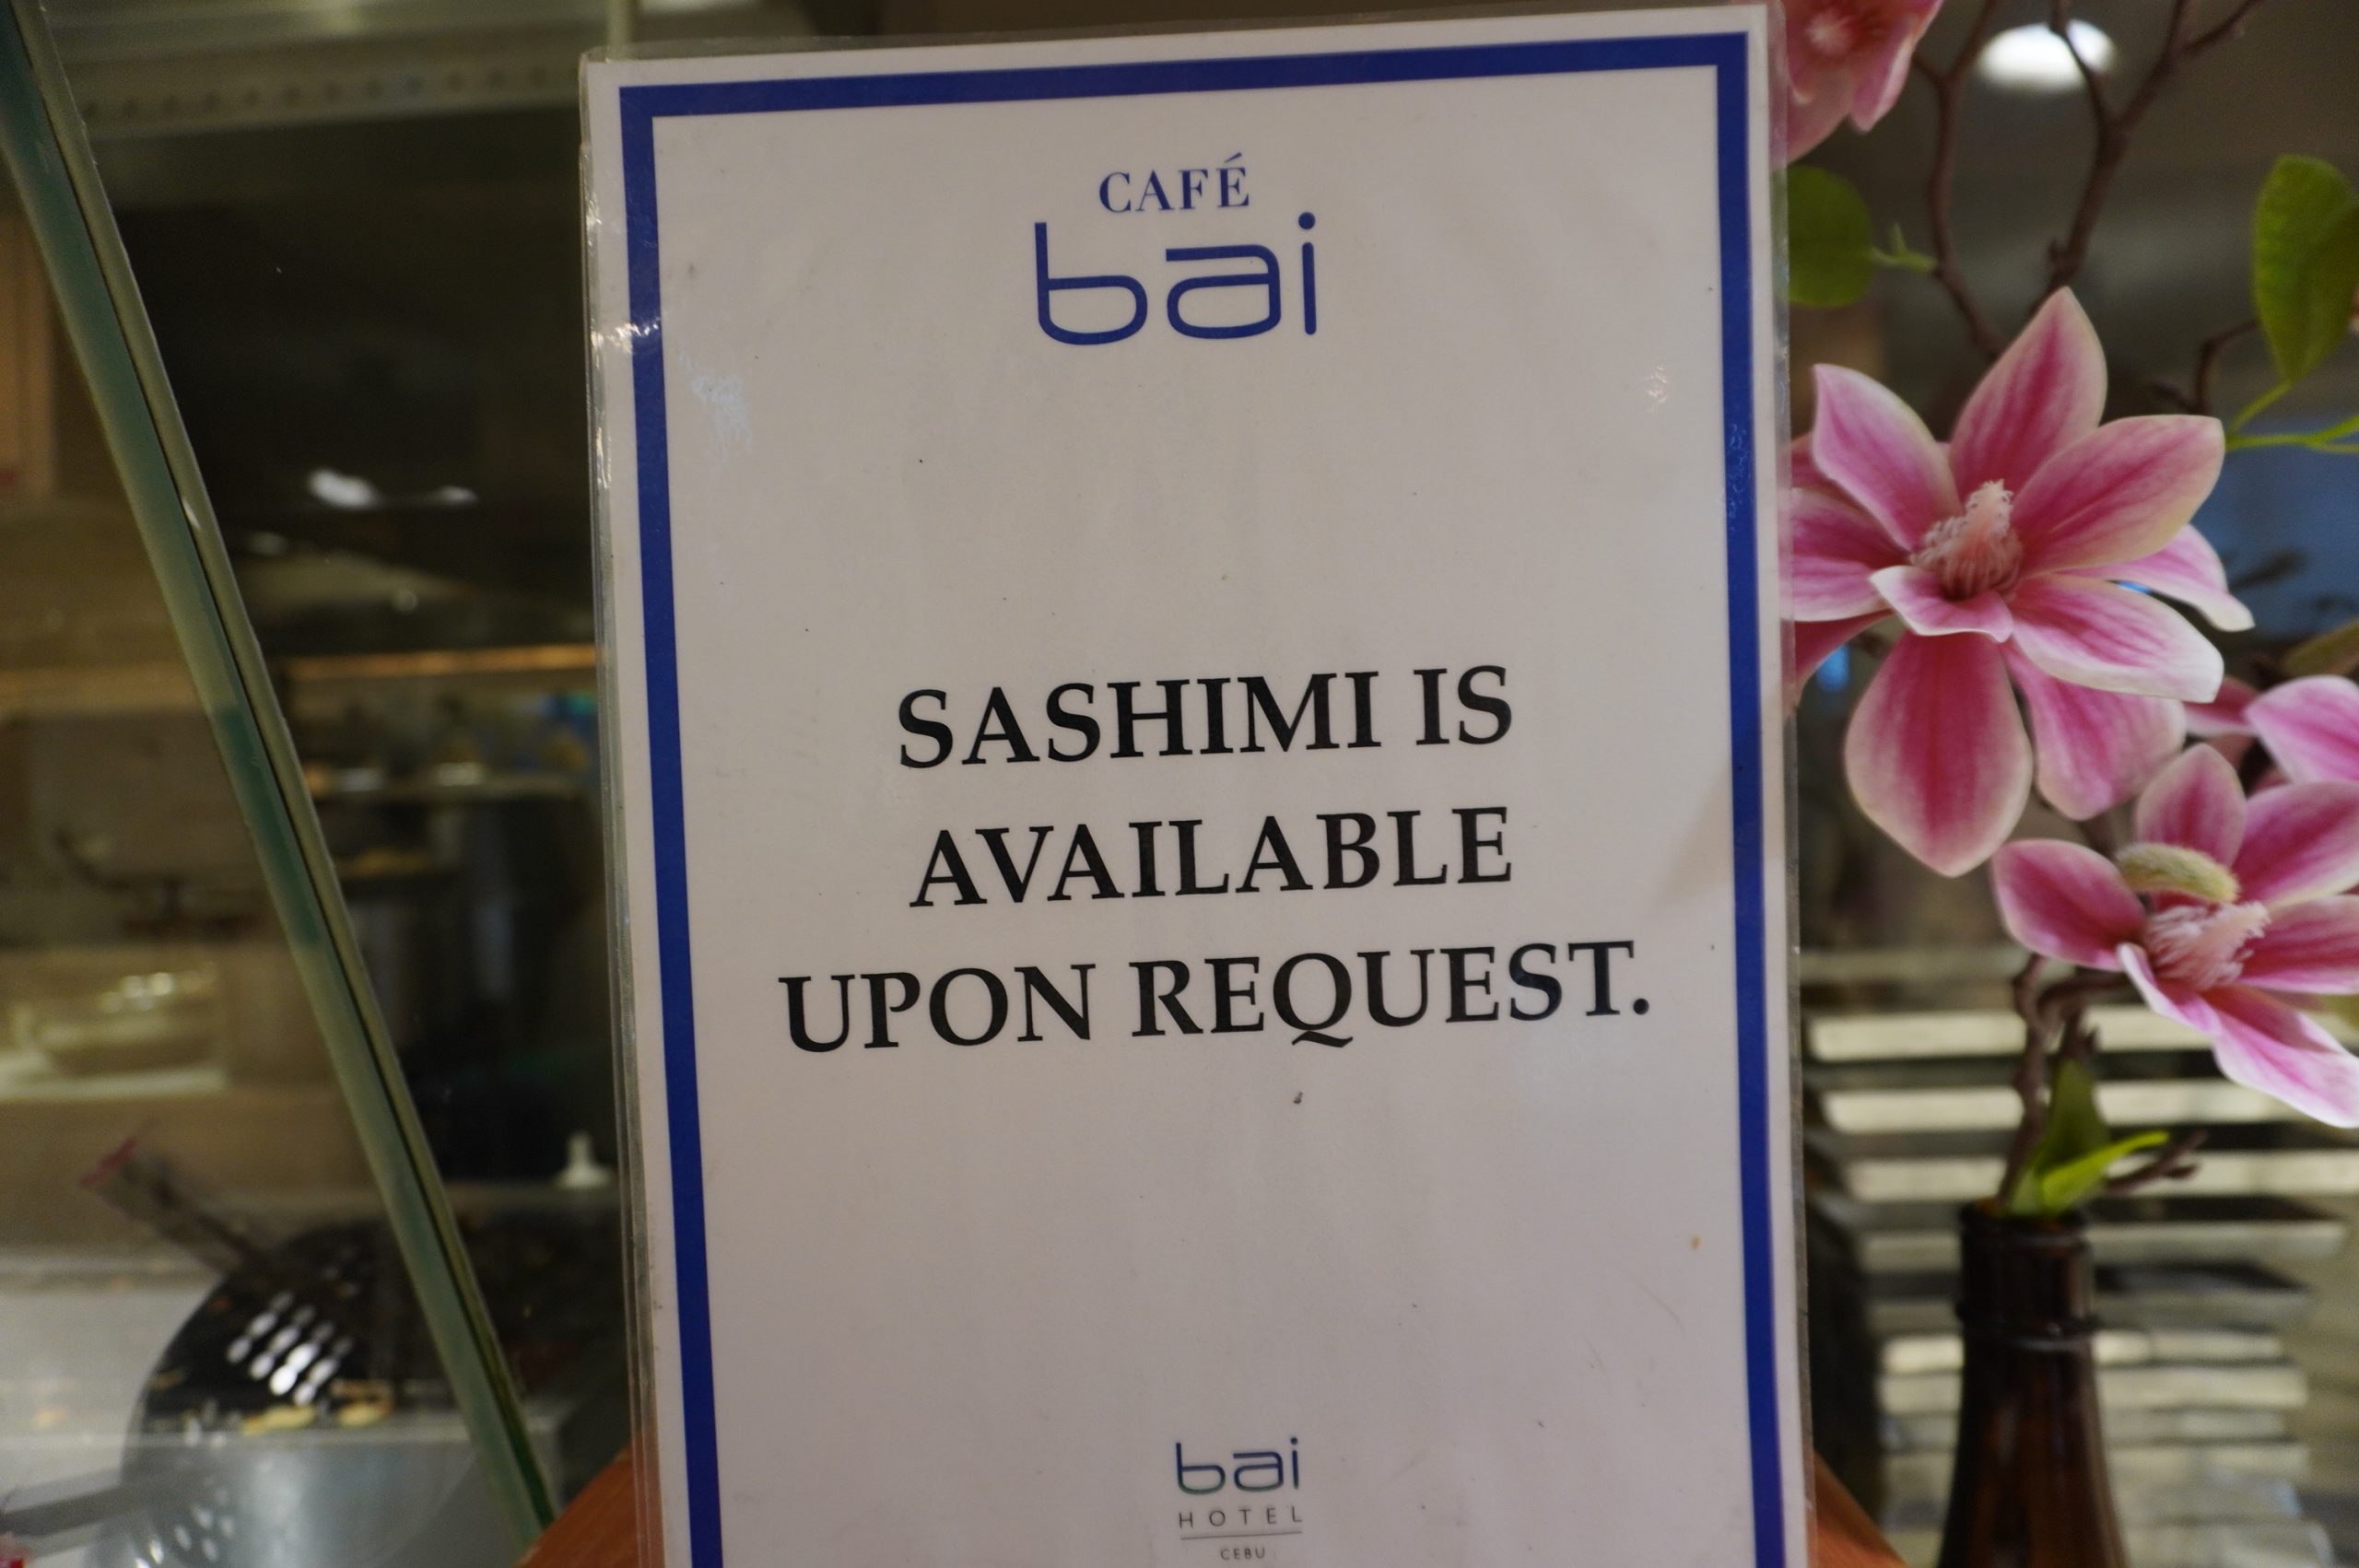 CAFÉ
bai
SASHIMI IS
AVAILABLE
UPON REQUEST.
bai
HOTEL
CEBU